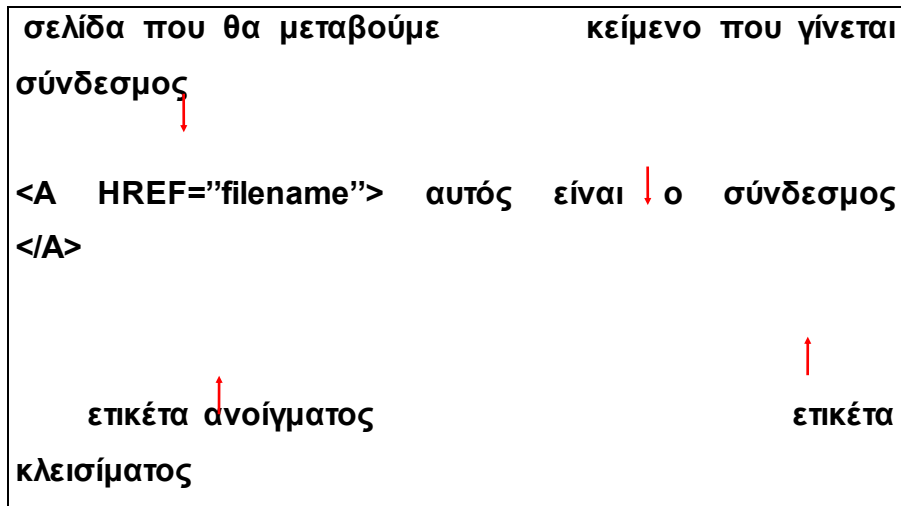 σελίδα που θα μεταβούμε κείμενο που γίνεται
σύνδεσμος
<A HREF=”filename”> αυτός είναι ο σύνδεσμος
</A>
ετικέτα ανοίγματος ετικέτα
κλεισίματος